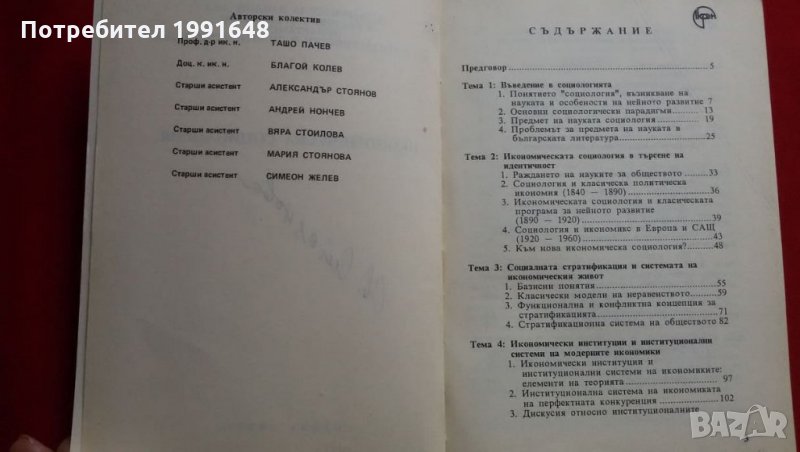 Потребител 1991648
Авторски колектив
Проф. д-р ик. н. ТАШО ПАЧЕВ
Доц. к. ик. н. БЛАГОЙ КОЛЕВ
Старши асистент АЛЕКСАНДЪР СТОЯНОВ
Старши асистент АНДРЕЙ НОНЧЕВ
Старши асистент ВЯРА СТОИЛОВА
Старши асистент МАРИЯ СТОЯНОВА
Старши асистент СИМЕОН ЖЕЛЕВ
СЪДЪРЖАНИЕ
Предговор 5
Тема 1: Въведение в социологията
1. Понятието "социология", възникване на
науката и особености на нейното развитие 7
2. Основни социологически парадигми 13
3. Предмет на науката социология 19
4. Проблемът за предмета на науката в
българската литература 25
Тема 2: Икономическата социология в търсене на
идентичност
1. Раждането на науките за обществото 33
2. Социология и класическа политическа
икономия (1840 — 1890) 36
3. Икономическата социология и класическата
програма за нейното развитие
(1890 — 1920) 39
4. Социология и икономикс в Европа и САЩ
(1920 — 1960) 43
5. Към нова икономическа социология? 48
Тема 3: Социалната стратификация и системата на
икономическия живот
1. Базисни понятия 55
2. Класически модели на неравенството 59
3. Функционална и конфликтна концепция за
стратификацията 71
4. Стратификационна система на обществото 82
Тема 4: Икономически институции и институционални
системи на модерните икономики
1. Икономически институции и
институционални системи на икономиките:
елементи на теорията 97
2. Институционална система на икономиката
на перфектната конкуренция 102
3. Дискусия относно институционалните
3
BAZAR